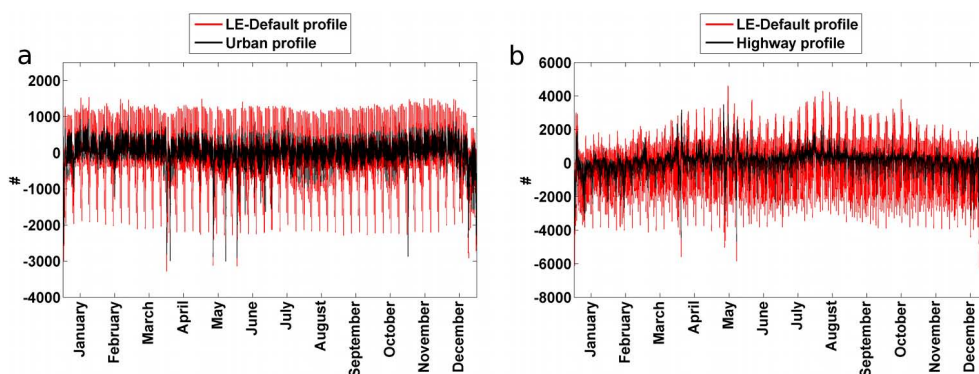 LE-Default profile
Urban profile
a
2500
2000
1000
0
-1000
-2000
-3000
-4000
#
January
February
March
April
May
June
July
August
September
October
November
December
LE-Default profile
Highway profile
b
6000
4000
2000
0
-2000
-4000
-6000
-8000
#
January
February
March
April
May
June
July
August
September
October
November
December